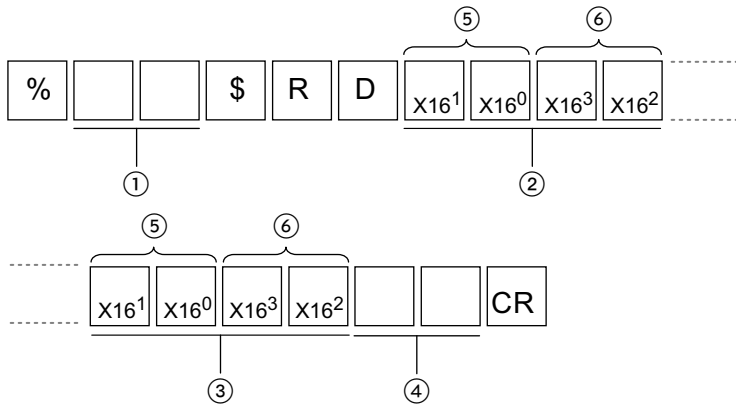 ⑤ ⑥
% $ R D X16¹ X16⁰ X16³ X16²
① ②
⑤ ⑥
X16¹ X16⁰ X16³ X16² CR
③ ④